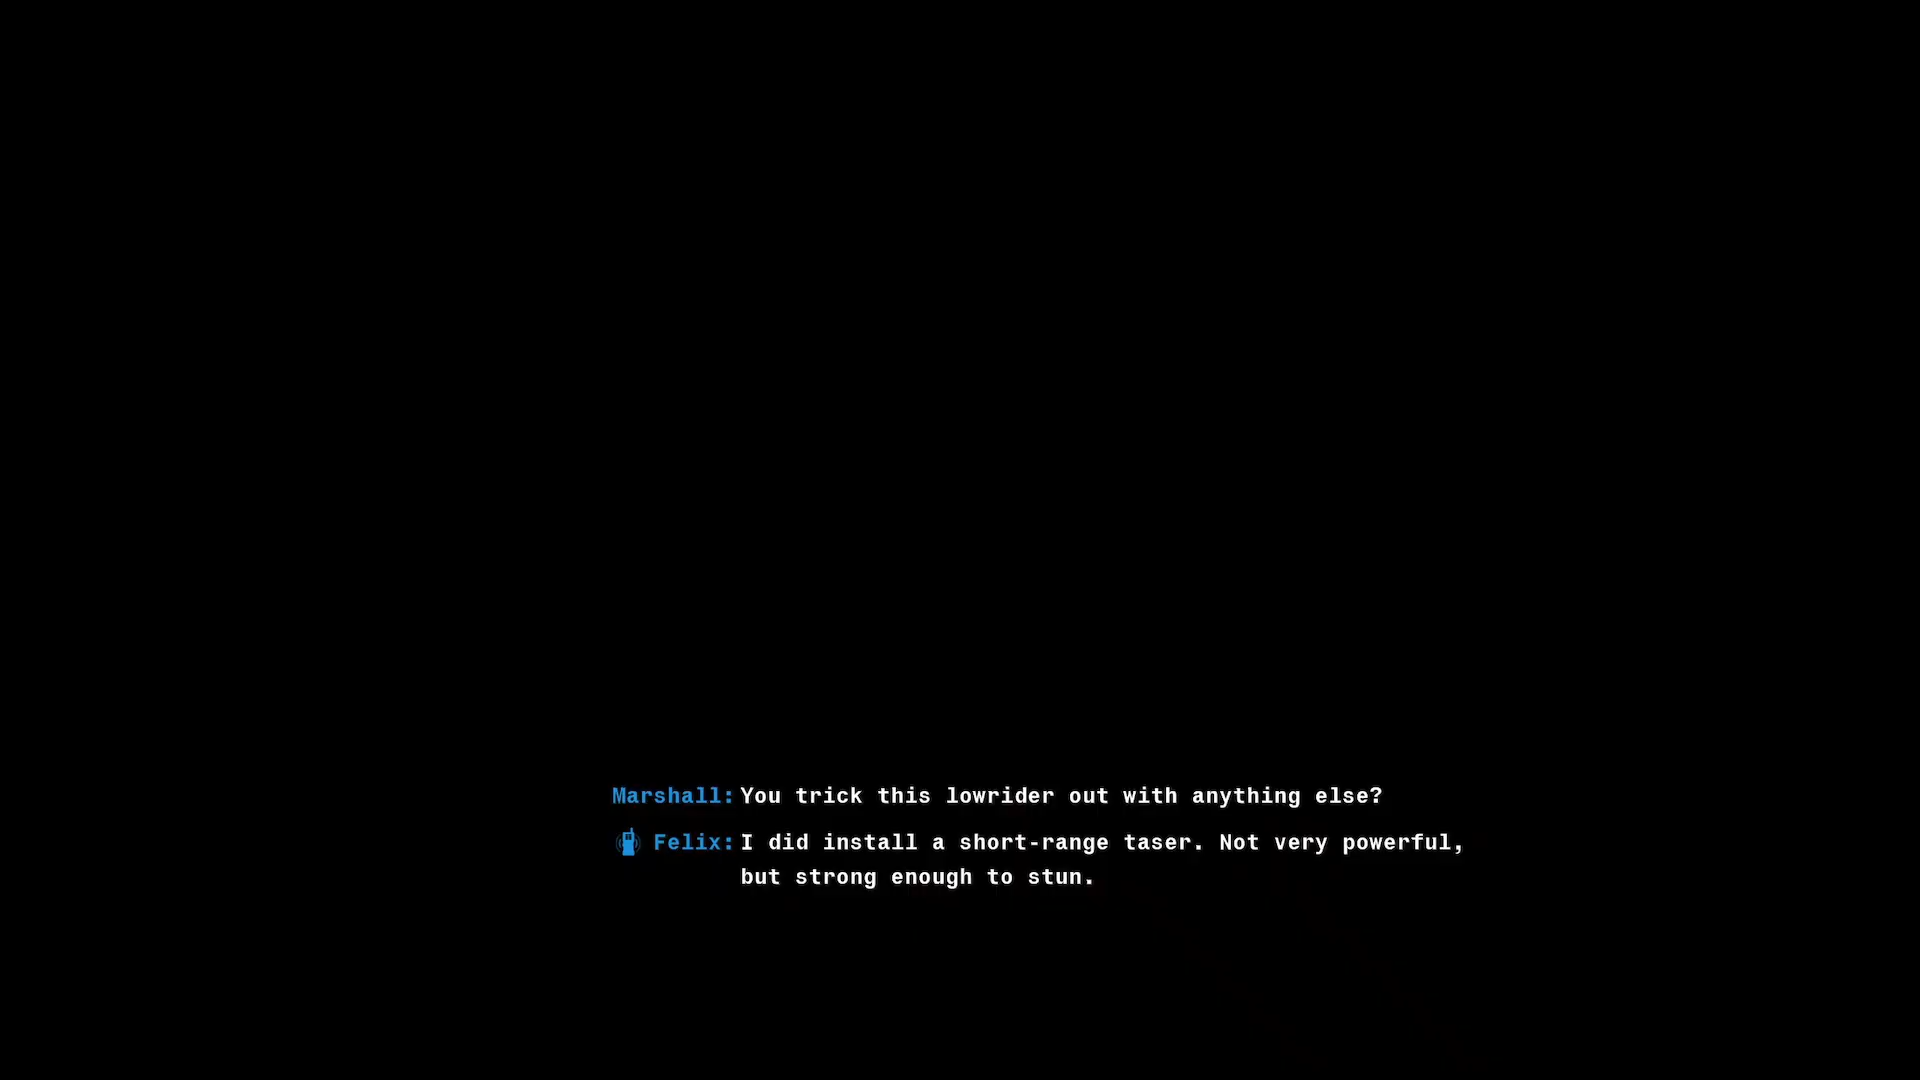 Marshall: You trick this lowrider out with anything else?
Felix: I did install a short-range taser. Not very powerful,
but strong enough to stun.